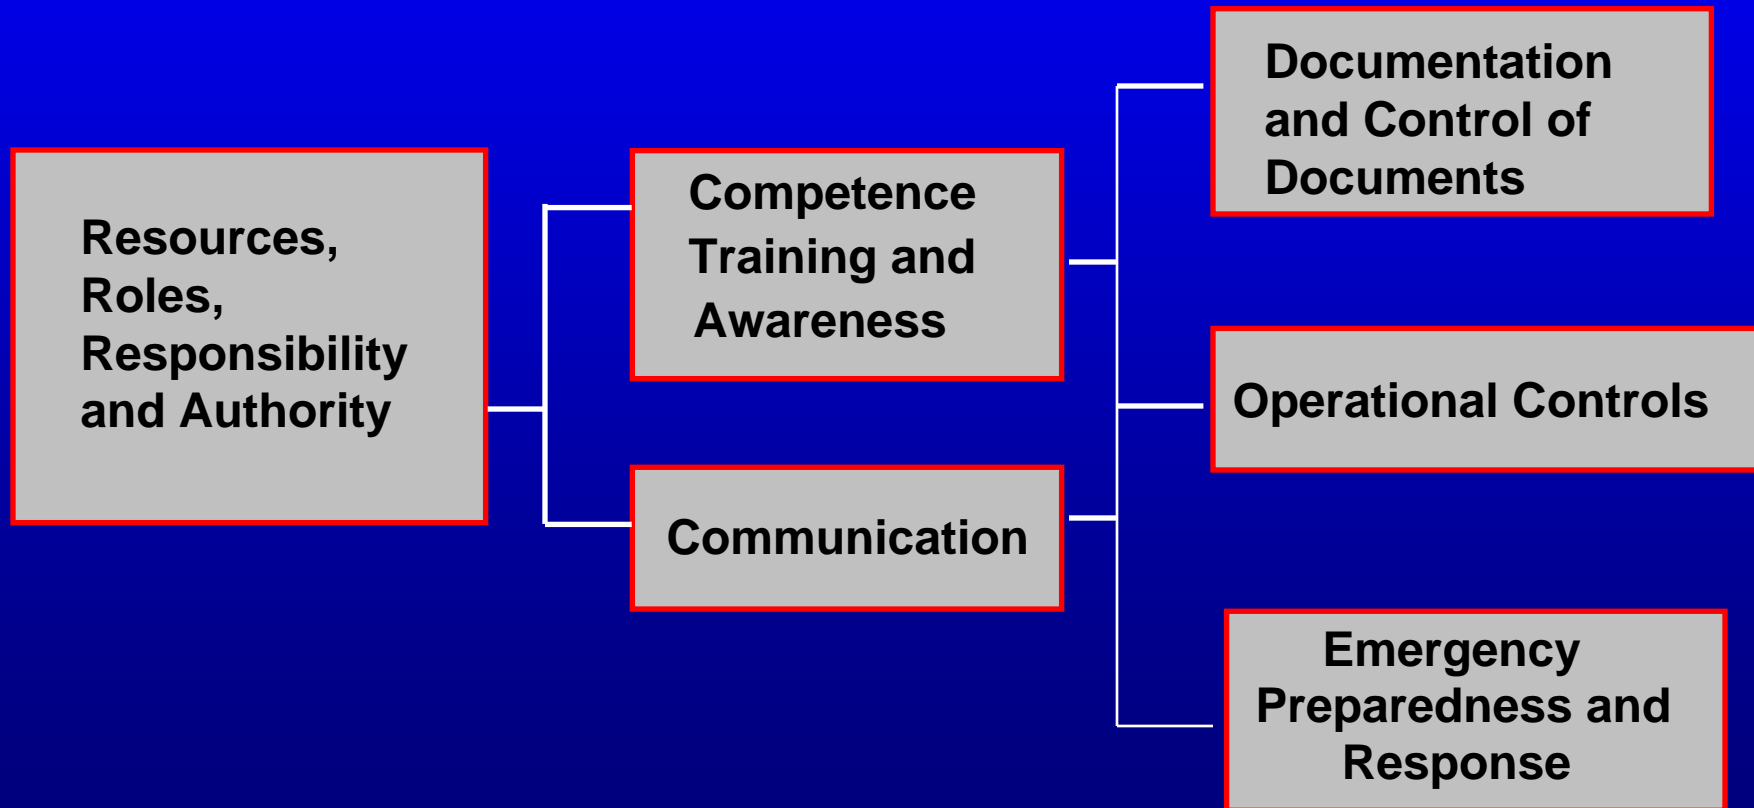 Resources,
Roles,
Responsibility
and Authority
Competence
Training and
Awareness
Communication
Documentation
and Control of
Documents
Operational Controls
Emergency
Preparedness and
Response